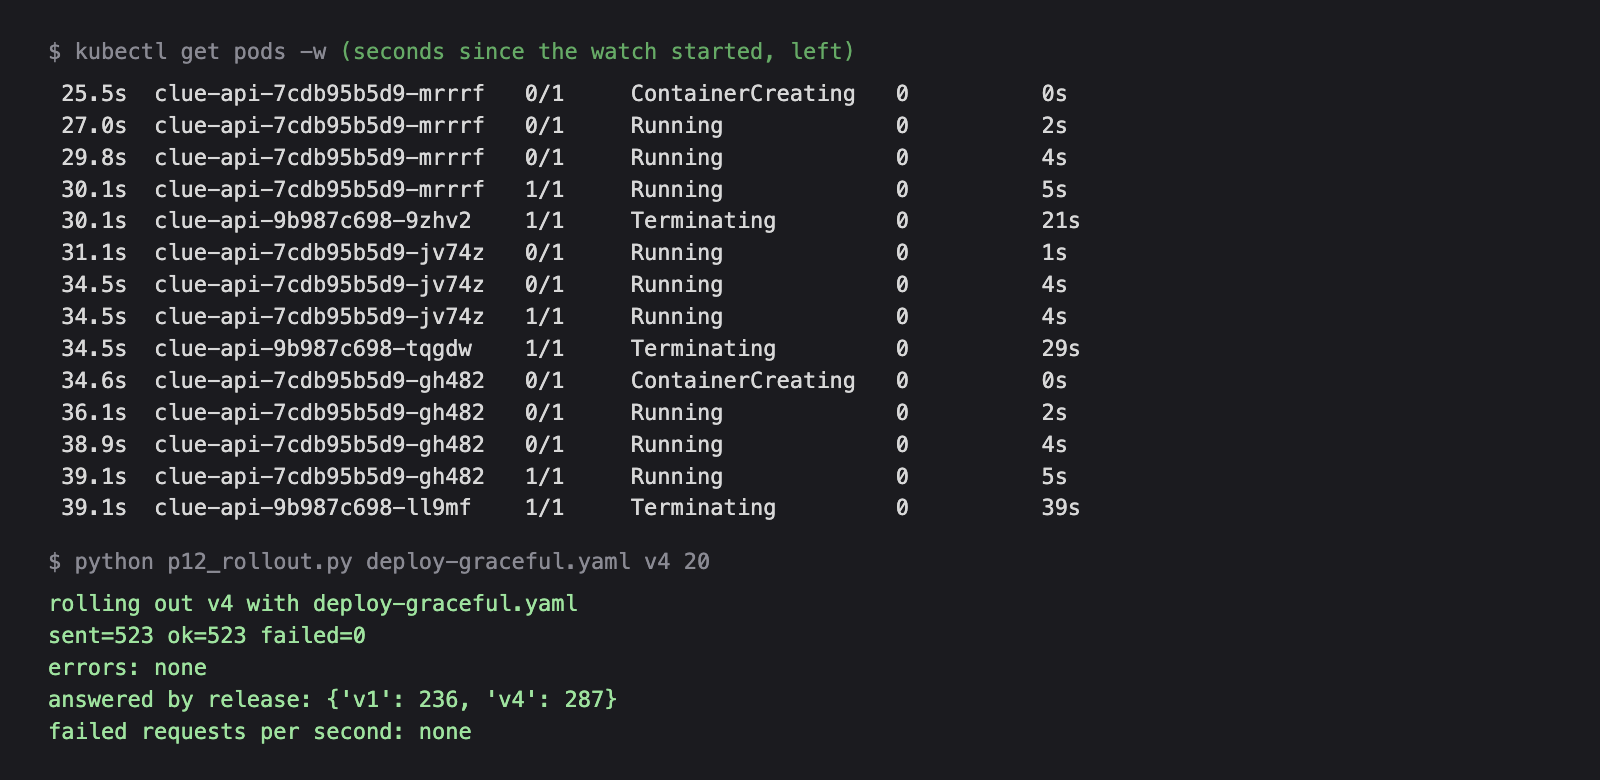 $ kubectl get pods -w (seconds since the watch started, left)
25.5s clue-api-7cdb95b5d9-mrrrf 0/1 ContainerCreating 0 0s
27.0s clue-api-7cdb95b5d9-mrrrf 0/1 Running 0 2s
29.8s clue-api-7cdb95b5d9-mrrrf 0/1 Running 0 4s
30.1s clue-api-7cdb95b5d9-mrrrf 1/1 Running 0 5s
30.1s clue-api-9b987c698-9zhv2 1/1 Terminating 0 21s
31.1s clue-api-7cdb95b5d9-jv74z 0/1 Running 0 1s
34.5s clue-api-7cdb95b5d9-jv74z 0/1 Running 0 4s
34.5s clue-api-7cdb95b5d9-jv74z 1/1 Running 0 4s
34.5s clue-api-9b987c698-tqgdw 1/1 Terminating 0 29s
34.6s clue-api-7cdb95b5d9-gh482 0/1 ContainerCreating 0 0s
36.1s clue-api-7cdb95b5d9-gh482 0/1 Running 0 2s
38.9s clue-api-7cdb95b5d9-gh482 0/1 Running 0 4s
39.1s clue-api-7cdb95b5d9-gh482 1/1 Running 0 5s
39.1s clue-api-9b987c698-ll9mf 1/1 Terminating 0 39s
$ python p12_rollout.py deploy-graceful.yaml v4 20
rolling out v4 with deploy-graceful.yaml
sent=523 ok=523 failed=0
errors: none
answered by release: {'v1': 236, 'v4': 287}
failed requests per second: none